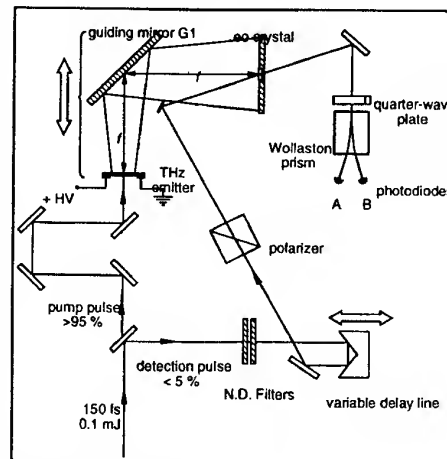 guiding mirror G1
eo crystal
f
f
quarter-wave
plate
Wollaston
prism
photodiode
A B
THz
emitter
+ HV
polarizer
pump pulse
>95 %
detection pulse
< 5 %
N.D. Filters
variable delay line
150 fs
0.1 mJ